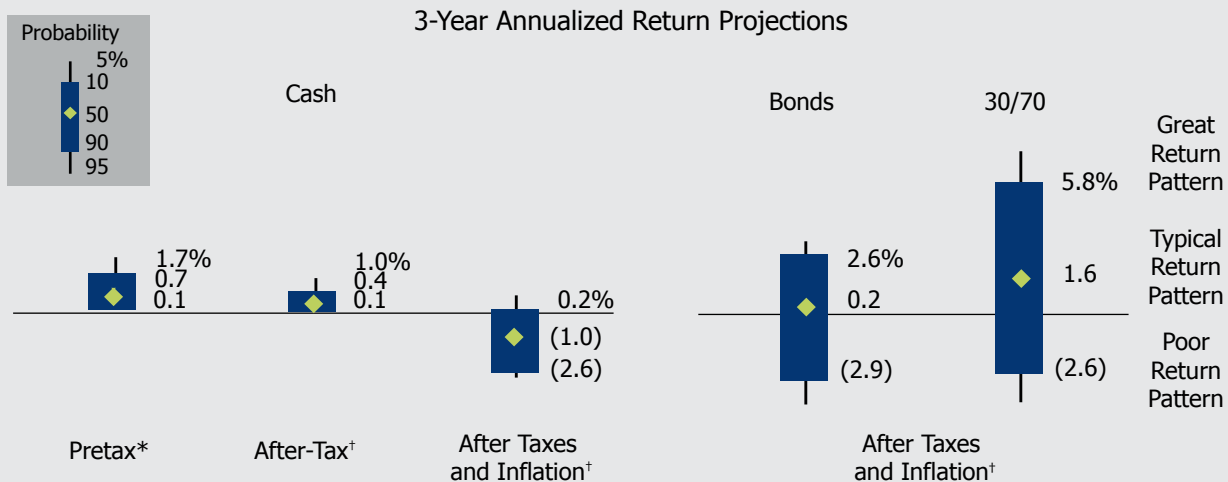 3-Year Annualized Return Projections
Probability
5%
10
50
90
95
Cash
Bonds
30/70
Great
Return
Pattern
Typical
Return
Pattern
Poor
Return
Pattern
1.7%
0.7
0.1
1.0%
0.4
0.1
0.2%
(1.0)
(2.6)
2.6%
0.2
(2.9)
5.8%
1.6
(2.6)
Pretax*
After-Tax†
After Taxes
and Inflation†
After Taxes
and Inflation†